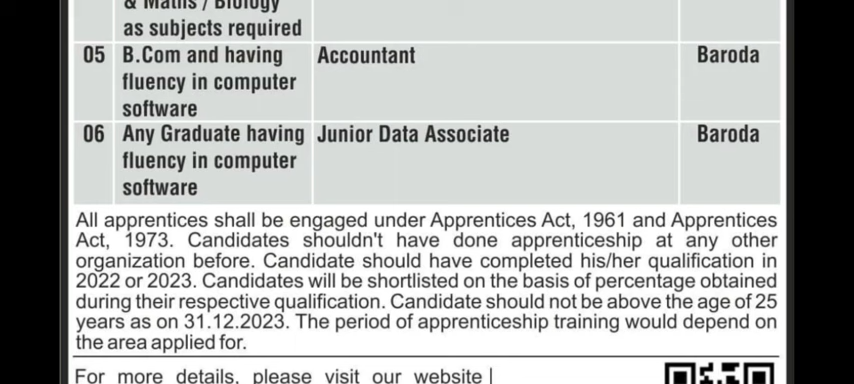 & Maths / Biology
as subjects required
05 B.Com and having Accountant Baroda
fluency in computer
software
06 Any Graduate having Junior Data Associate Baroda
fluency in computer
software
All apprentices shall be engaged under Apprentices Act, 1961 and Apprentices
Act, 1973. Candidates shouldn't have done apprenticeship at any other
organization before. Candidate should have completed his/her qualification in
2022 or 2023. Candidates will be shortlisted on the basis of percentage obtained
during their respective qualification. Candidate should not be above the age of 25
years as on 31.12.2023. The period of apprenticeship training would depend on
the area applied for.
For more details, please visit our website |